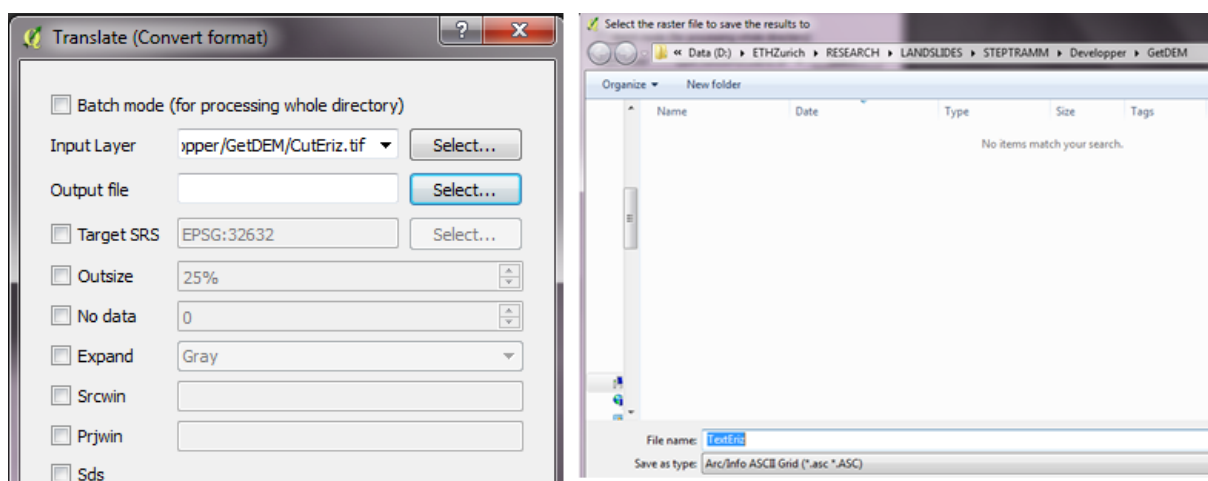 Translate (Convert format)
Batch mode (for processing whole directory)
Input Layer opper/GetDEM/CutEriz.tif Select...
Output file Select...
Target SRS EPSG:32632 Select...
Outsize 25%
No data 0
Expand Gray
Srcwin
Prjwin
Sds
Select the raster file to save the results to
« Data (D:) ▸ ETHZurich ▸ RESEARCH ▸ LANDSLIDES ▸ STEPTRAMM ▸ Developper ▸ GetDEM
Organize New folder
Name Date Type Size Tags
No items match your search.
File name: TextEriz
Save as type: Arc/Info ASCII Grid (*.asc *.ASC)